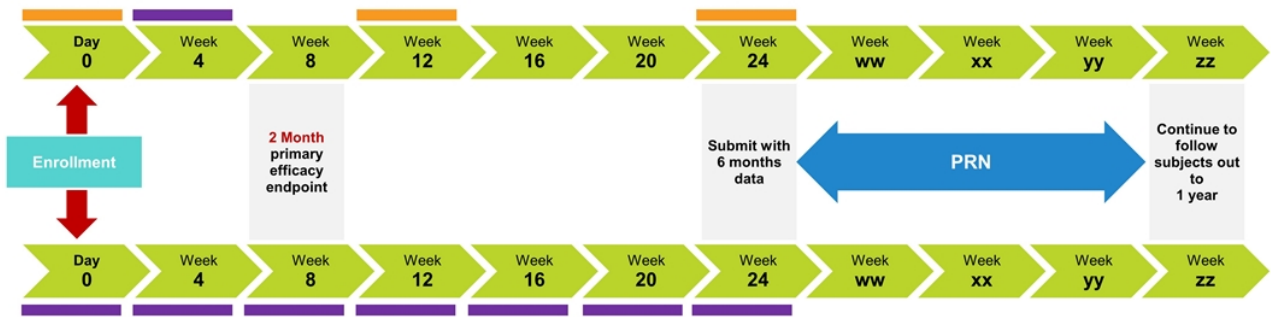 Day
0
Week
4
Week
8
Week
12
Week
16
Week
20
Week
24
Week
ww
Week
xx
Week
yy
Week
zz
Enrollment
2 Month
primary
efficacy
endpoint
Submit with
6 months
data
PRN
Continue to
follow
subjects out
to
1 year
Day
0
Week
4
Week
8
Week
12
Week
16
Week
20
Week
24
Week
ww
Week
xx
Week
yy
Week
zz